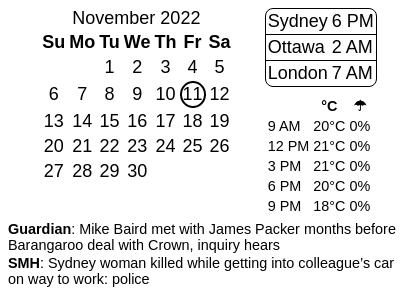 November 2022
Su Mo Tu We Th Fr Sa
1 2 3 4 5
6 7 8 9 10 11 12
13 14 15 16 17 18 19
20 21 22 23 24 25 26
27 28 29 30
Sydney 6 PM
Ottawa 2 AM
London 7 AM
°C ☂
9 AM 20°C 0%
12 PM 21°C 0%
3 PM 21°C 0%
6 PM 20°C 0%
9 PM 18°C 0%
Guardian: Mike Baird met with James Packer months before
Barangaroo deal with Crown, inquiry hears
SMH: Sydney woman killed while getting into colleague’s car
on way to work: police